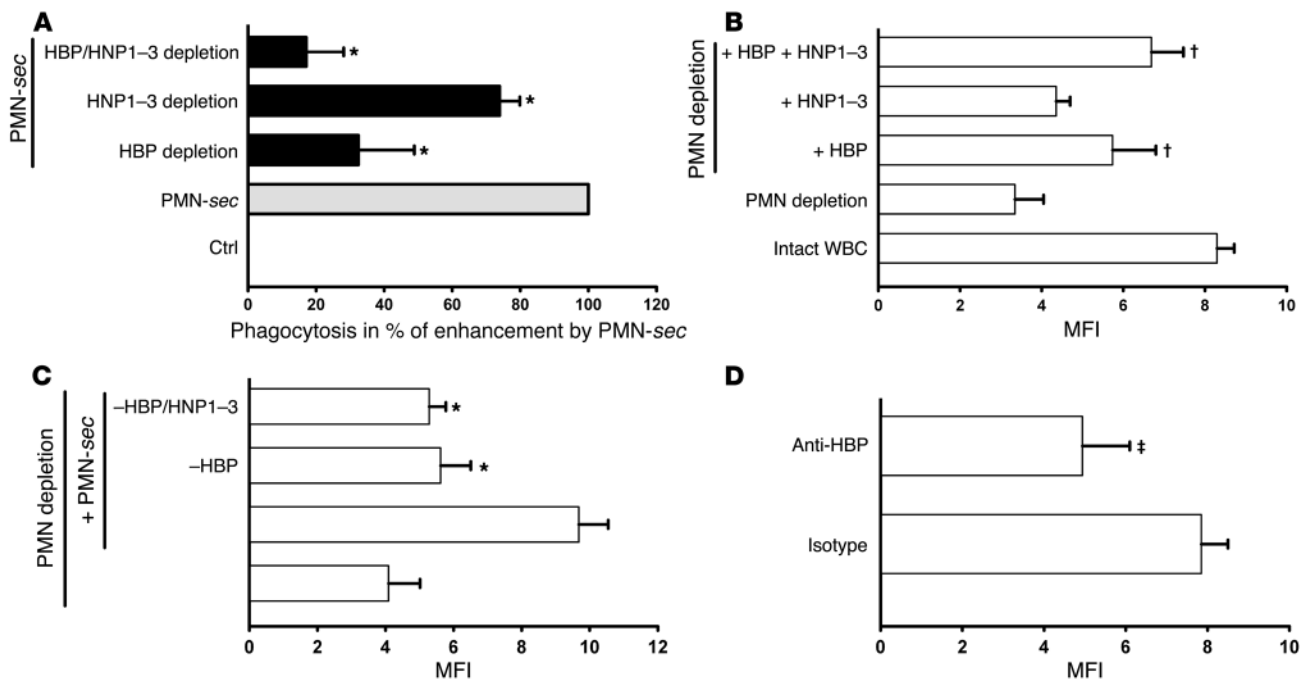 A
PMN-sec
HBP/HNP1–3 depletion
*
HNP1–3 depletion
*
HBP depletion
*
PMN-sec
Ctrl
0 20 40 60 80 100 120
Phagocytosis in % of enhancement by PMN-sec
B
PMN depletion
+ HBP + HNP1–3
†
+ HNP1–3
+ HBP
†
PMN depletion
Intact WBC
0 2 4 6 8 10
MFI
C
PMN depletion
+ PMN-sec
–HBP/HNP1–3
*
–HBP
*
0 2 4 6 8 10 12
MFI
D
Anti-HBP
‡
Isotype
0 2 4 6 8 10
MFI